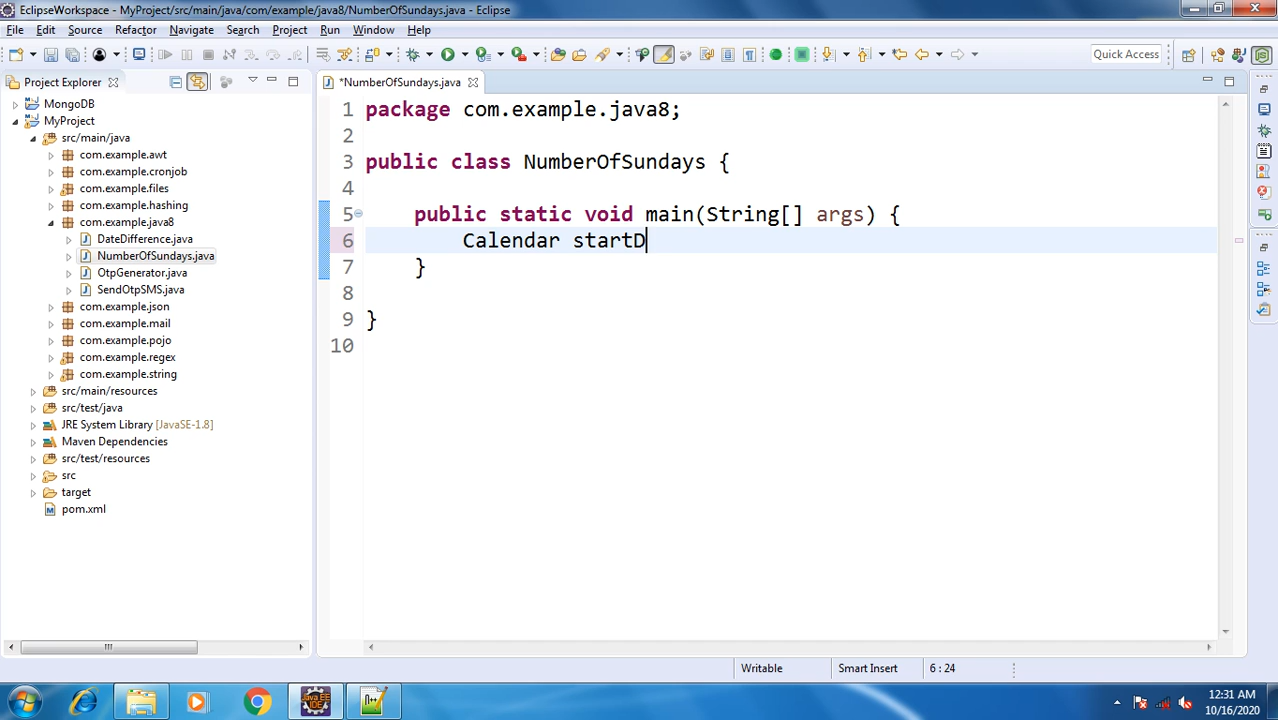 EclipseWorkspace - MyProject/src/main/java/com/example/java8/NumberOfSundays.java - Eclipse
File Edit Source Refactor Navigate Search Project Run Window Help
Quick Access
Project Explorer
*NumberOfSundays.java
MongoDB
MyProject
src/main/java
com.example.awt
com.example.cronjob
com.example.files
com.example.hashing
com.example.java8
DateDifference.java
NumberOfSundays.java
OtpGenerator.java
SendOtpSMS.java
com.example.json
com.example.mail
com.example.pojo
com.example.regex
com.example.string
src/main/resources
src/test/java
JRE System Library [JavaSE-1.8]
Maven Dependencies
src/test/resources
src
target
pom.xml
1 package com.example.java8;
2
3 public class NumberOfSundays {
4
5 public static void main(String[] args) {
6 Calendar startD
7 }
8
9 }
10
Writable Smart Insert 6 : 24
Java EE IDE
12:31 AM
10/16/2020